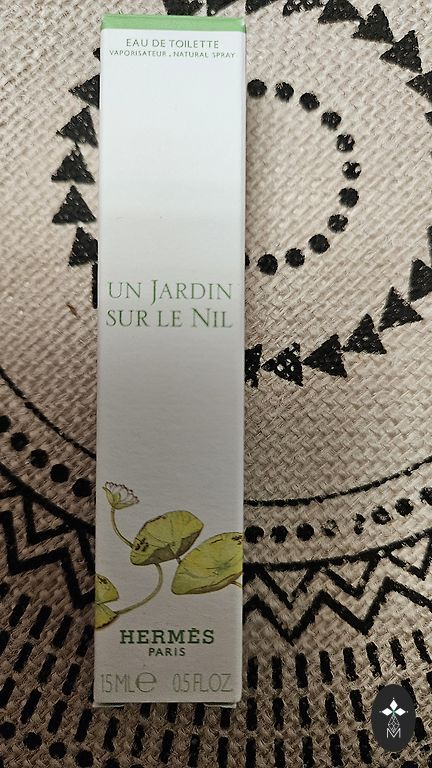 EAU DE TOILETTE
VAPORISATEUR . NATURAL SPRAY
UN JARDIN
SUR LE NIL
HERMÈS
PARIS
15 ML e 0.5 FL.OZ
M